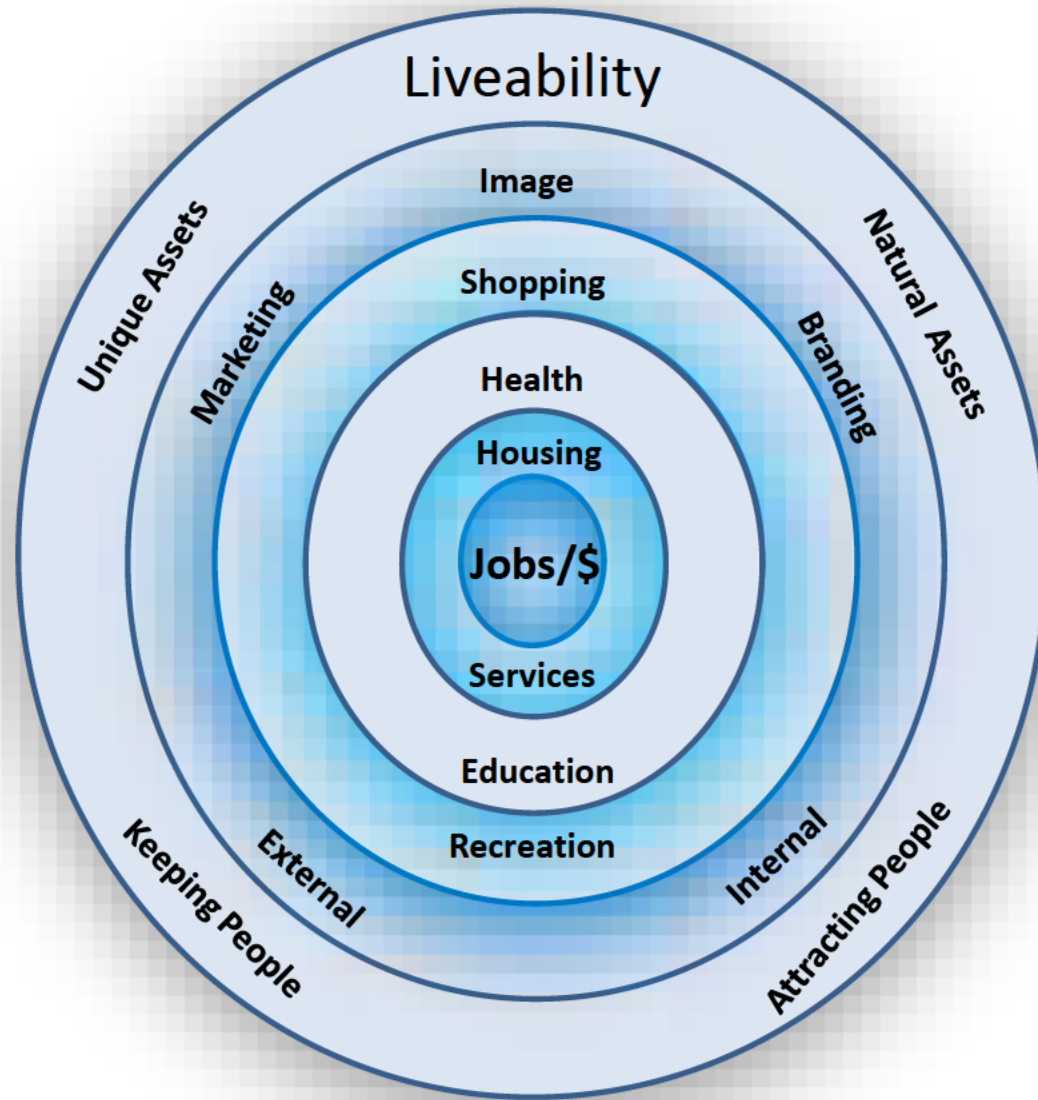 Liveability
Image
Unique Assets
Natural Assets
Shopping
Marketing
Branding
Health
Housing
Jobs/$
Services
Education
Recreation
External
Internal
Keeping People
Attracting People